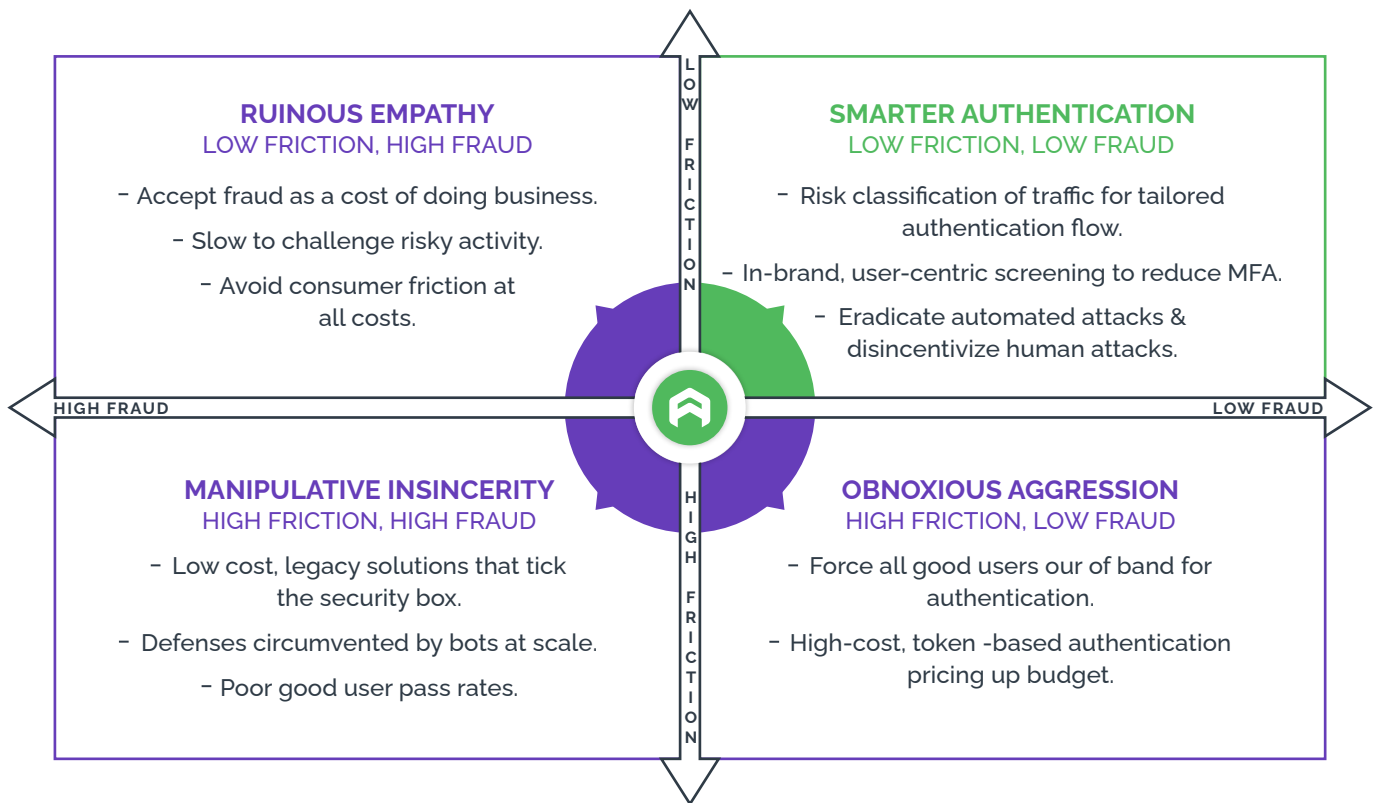 LOW FRICTION
RUINOUS EMPATHY
LOW FRICTION, HIGH FRAUD
– Accept fraud as a cost of doing business.
– Slow to challenge risky activity.
– Avoid consumer friction at
all costs.
SMARTER AUTHENTICATION
LOW FRICTION, LOW FRAUD
– Risk classification of traffic for tailored
authentication flow.
– In-brand, user-centric screening to reduce MFA.
– Eradicate automated attacks &
disincentivize human attacks.
HIGH FRAUD
LOW FRAUD
MANIPULATIVE INSINCERITY
HIGH FRICTION, HIGH FRAUD
– Low cost, legacy solutions that tick
the security box.
– Defenses circumvented by bots at scale.
– Poor good user pass rates.
HIGH FRICTION
OBNOXIOUS AGGRESSION
HIGH FRICTION, LOW FRAUD
– Force all good users our of band for
authentication.
– High-cost, token -based authentication
pricing up budget.